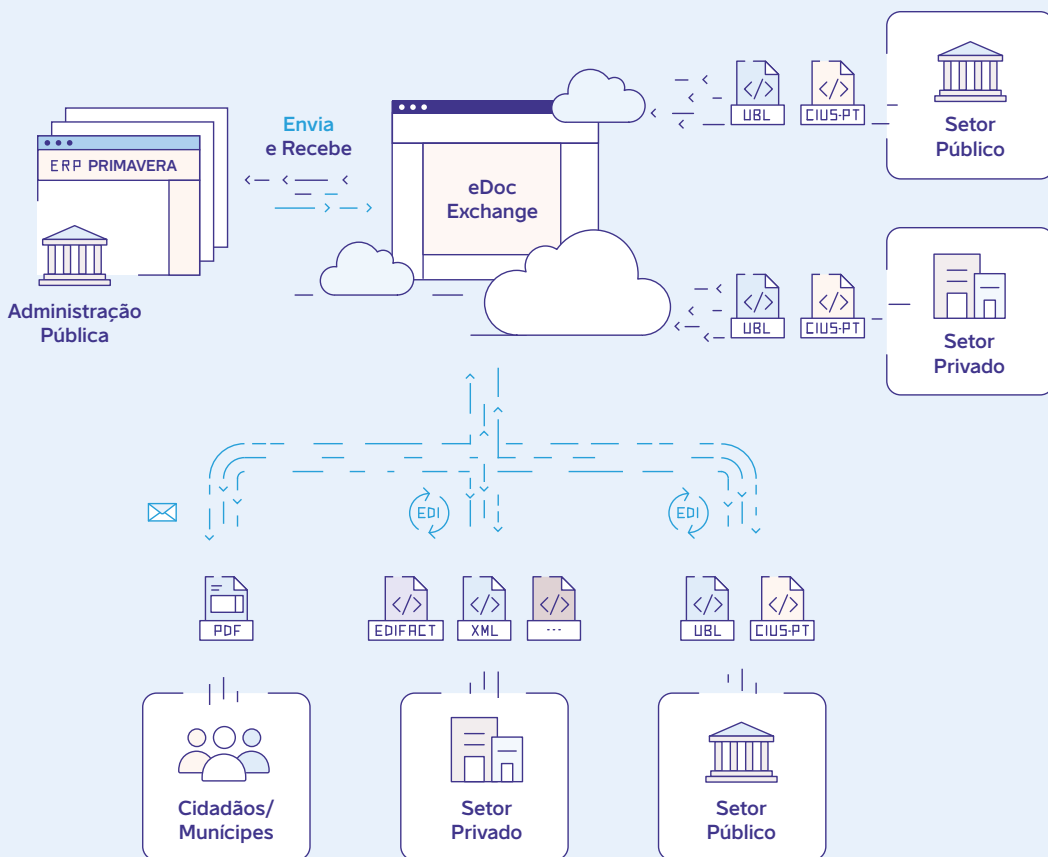 UBL
CIUS-PT
Setor
Público
Envia
e Recebe
ERP PRIMAVERA
eDoc
Exchange
Administração
Pública
UBL
CIUS-PT
Setor
Privado
EDI
EDI
PDF
EDIFACT
XML
---
UBL
CIUS-PT
Cidadãos/
Munícipes
Setor
Privado
Setor
Público